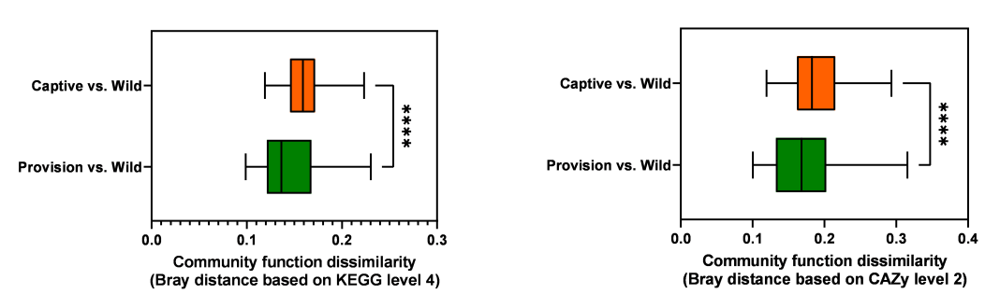 Captive vs. Wild
****
Provision vs. Wild
0.0 0.1 0.2 0.3
Community function dissimilarity
(Bray distance based on KEGG level 4)
Captive vs. Wild
****
Provision vs. Wild
0.0 0.1 0.2 0.3 0.4
Community function dissimilarity
(Bray distance based on CAZy level 2)